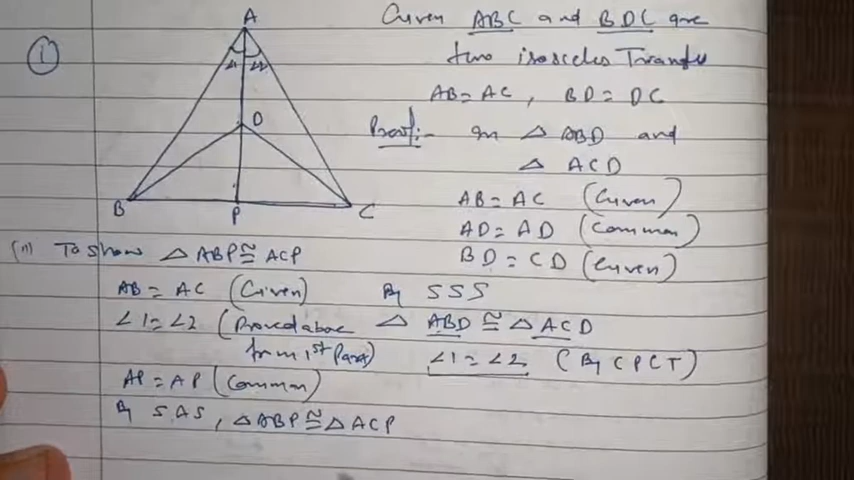 (i)
A
∠1 ∠2
D
B
P
C
Given ABC and BDC are
two isosceles
AB = AC , BD = DC
Proof:- In △ ABD and
△ ACD
AB = AC (Given)
AD = AD (Common)
BD = CD (Given)
By SSS
△ ABD ≅ △ ACD
∠1 = ∠2 (By CPCT)
(ii) To show △ ABP ≅ ACP
AB = AC (Given)
∠1 = ∠2 (Proved above
from 1st Part)
AP = AP (Common)
By SAS, △ABP ≅ △ACP